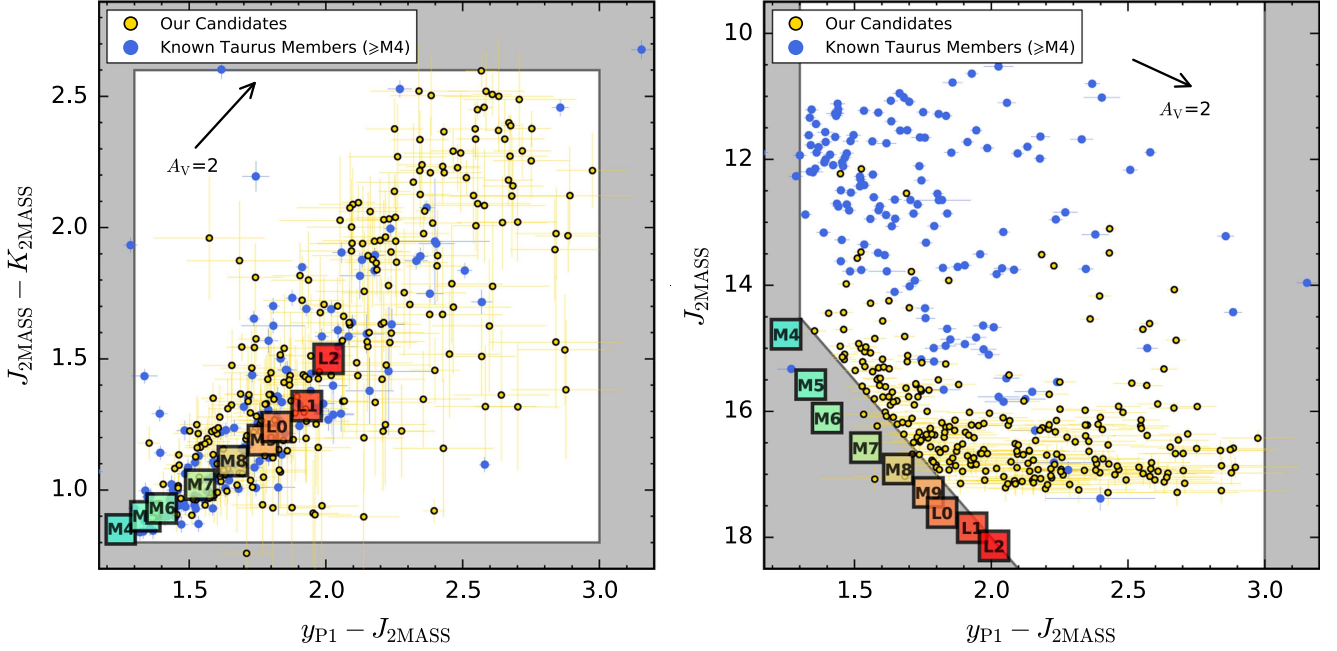 Our Candidates
Known Taurus Members (⩾M4)
A_V=2
M4
M6
M7
M8
L0
L1
L2
2.5
2.0
1.5
1.0
J_2MASS − K_2MASS
1.5
2.0
2.5
3.0
y_P1 − J_2MASS
Our Candidates
Known Taurus Members (⩾M4)
A_V=2
M4
M5
M6
M7
M8
M9
L0
L1
L2
10
12
14
16
18
J_2MASS
1.5
2.0
2.5
3.0
y_P1 − J_2MASS